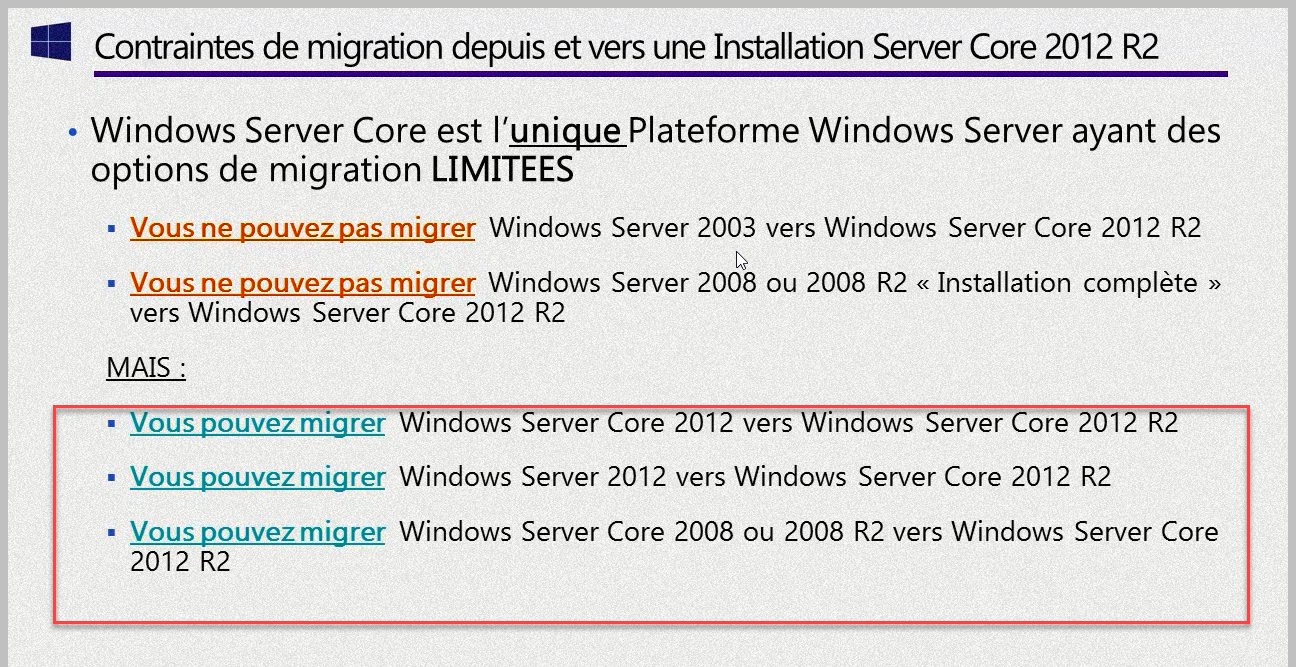 Contraintes de migration depuis et vers une Installation Server Core 2012 R2
• Windows Server Core est l’unique Plateforme Windows Server ayant des
options de migration LIMITEES
▪ Vous ne pouvez pas migrer Windows Server 2003 vers Windows Server Core 2012 R2
▪ Vous ne pouvez pas migrer Windows Server 2008 ou 2008 R2 « Installation complète »
vers Windows Server Core 2012 R2
MAIS :
▪ Vous pouvez migrer Windows Server Core 2012 vers Windows Server Core 2012 R2
▪ Vous pouvez migrer Windows Server 2012 vers Windows Server Core 2012 R2
▪ Vous pouvez migrer Windows Server Core 2008 ou 2008 R2 vers Windows Server Core
2012 R2